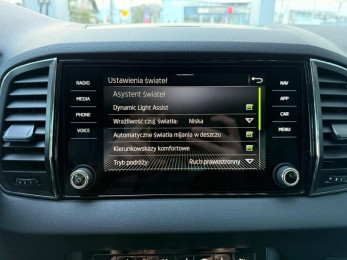 Ustawienia świateł
RADIO
MEDIA
PHONE
VOICE
Asystent świateł
Dynamic Light Assist
Wrażliwość czuj. światła: Niska
Automatyczne światła mijania w deszczu
Kierunkowskazy komfortowe
Tryb podróży: Ruch prawostronny
NAV
APP
CAR
MENU